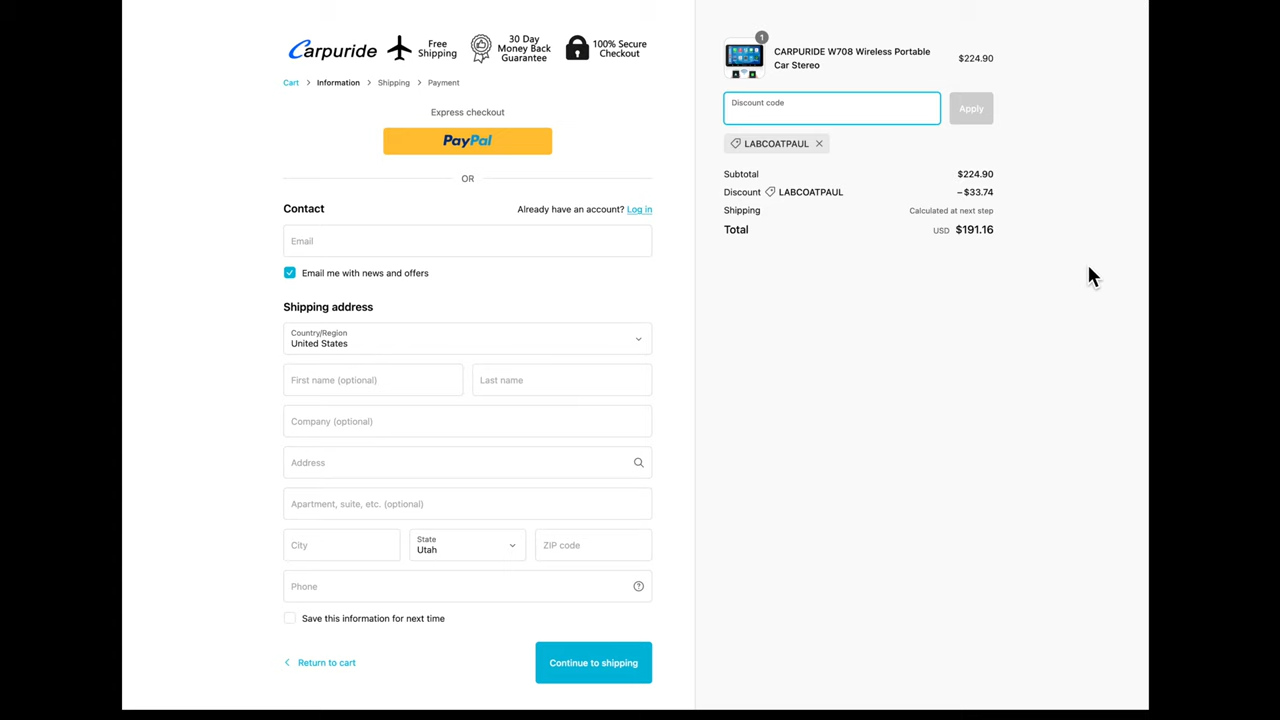 Carpuride
Free
Shipping
30 Day
Money Back
Guarantee
100% Secure
Checkout
Cart > Information > Shipping > Payment
Express checkout
PayPal
OR
Contact
Already have an account? Log in
Email
Email me with news and offers
Shipping address
Country/Region
United States
First name (optional)
Last name
Company (optional)
Address
Apartment, suite, etc. (optional)
City
State
Utah
ZIP code
Phone
Save this information for next time
Return to cart
Continue to shipping
1
CARPURIDE W708 Wireless Portable
Car Stereo
$224.90
Discount code
Apply
LABCOATPAUL
Subtotal $224.90
Discount LABCOATPAUL −$33.74
Shipping Calculated at next step
Total USD $191.16